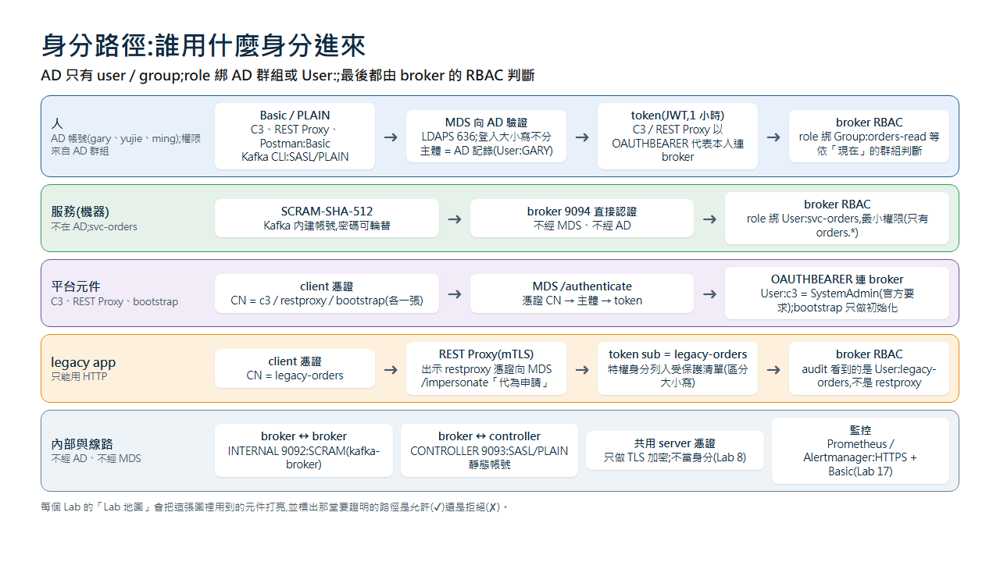 身分路徑:誰用什麼身分進來
AD 只有 user / group;role 綁 AD 群組或 User:;最後都由 broker 的 RBAC 判斷
人
AD 帳號(gary、yujie、ming);權限
來自 AD 群組
Basic / PLAIN
C3、REST Proxy、
Postman:Basic
Kafka CLI:SASL/PLAIN
→
MDS 向 AD 驗證
LDAPS 636;登入大小寫不分
主體 = AD 記錄(User:GARY)
→
token(JWT,1 小時)
C3 / REST Proxy 以
OAUTHBEARER 代表本人連
broker
→
broker RBAC
role 綁 Group:orders-read 等
依「現在」的群組判斷
服務(機器)
不在 AD;svc-orders
SCRAM-SHA-512
Kafka 內建帳號,密碼可輪替
→
broker 9094 直接認證
不經 MDS、不經 AD
→
broker RBAC
role 綁 User:svc-orders,最小權限(只有
orders.*)
平台元件
C3、REST Proxy、bootstrap
client 憑證
CN = c3 / restproxy / bootstrap(各一張)
→
MDS /authenticate
憑證 CN → 主體 → token
→
OAUTHBEARER 連 broker
User:c3 = SystemAdmin(官方要
求);bootstrap 只做初始化
legacy app
只能用 HTTP
client 憑證
CN = legacy-orders
→
REST Proxy(mTLS)
出示 restproxy 憑證向 MDS
/impersonate「代為申請」
→
token sub = legacy-orders
特權身分列入受保護清單(區分
大小寫)
→
broker RBAC
audit 看到的是 User:legacy-
orders,不是 restproxy
內部與線路
不經 AD、不經 MDS
broker ↔ broker
INTERNAL 9092:SCRAM(kafka-
broker)
broker ↔ controller
CONTROLLER 9093:SASL/PLAIN
靜態帳號
共用 server 憑證
只做 TLS 加密;不當身分(Lab 8)
監控
Prometheus /
Alertmanager:HTTPS +
Basic(Lab 17)
每個 Lab 的「Lab 地圖」會把這張圖裡用到的元件打亮,並標出那堂要證明的路徑是允許(✓)還是拒絕(✗)。